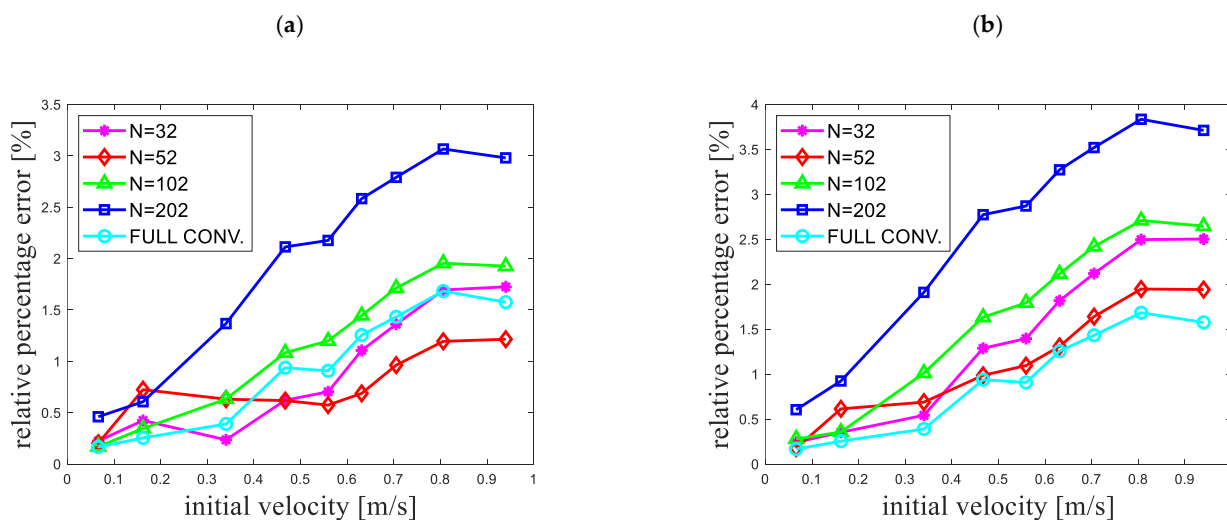 (a)
3.5
3
2.5
2
1.5
1
0.5
0
relative percentage error [%]
N=32
N=52
N=102
N=202
FULL CONV.
0 0.1 0.2 0.3 0.4 0.5 0.6 0.7 0.8 0.9 1
initial velocity [m/s]
(b)
4
3.5
3
2.5
2
1.5
1
0.5
0
relative percentage error [%]
N=32
N=52
N=102
N=202
FULL CONV.
0 0.1 0.2 0.3 0.4 0.5 0.6 0.7 0.8 0.9
initial velocity [m/s]